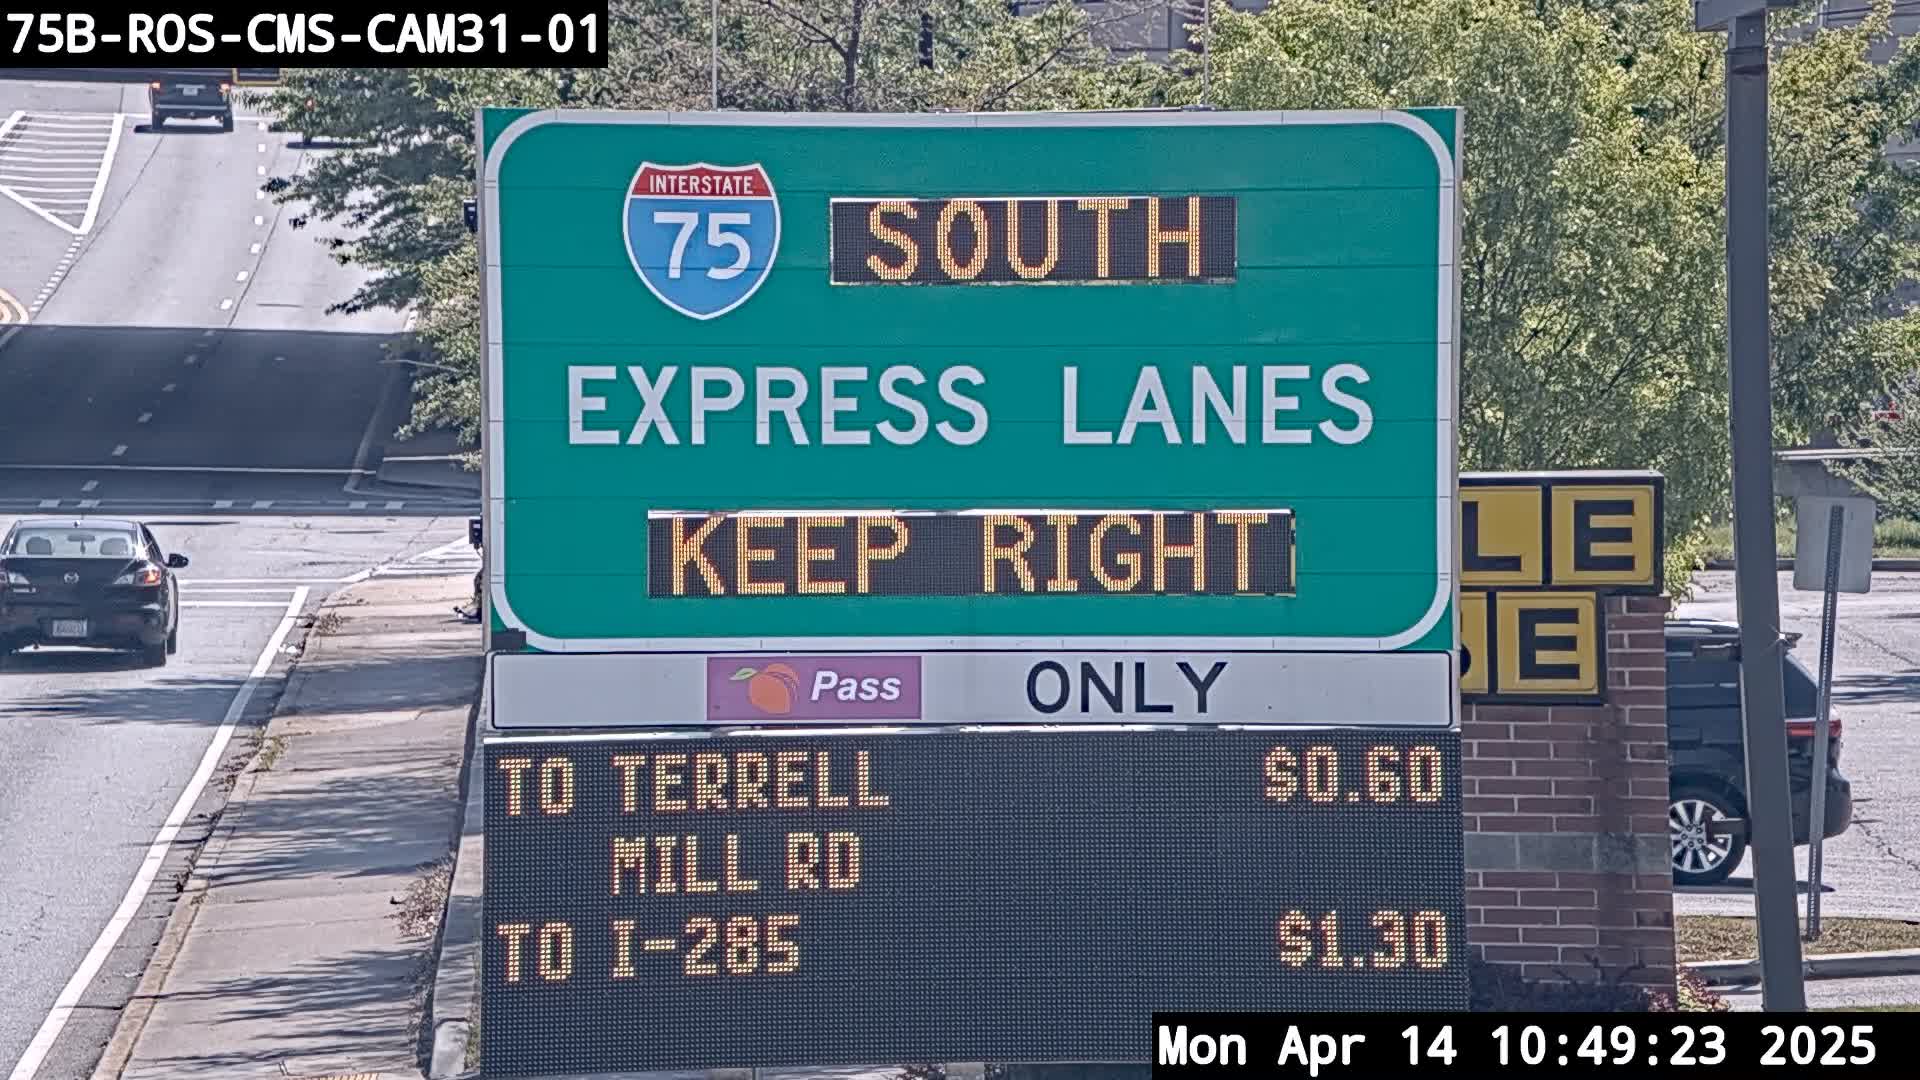 75B-ROS-CMS-CAM31-01
INTERSTATE
75
SOUTH
EXPRESS LANES
KEEP RIGHT
LE
E
Pass ONLY
TO TERRELL $0.60
MILL RD
TO I-285 $1.30
Mon Apr 14 10:49:23 2025